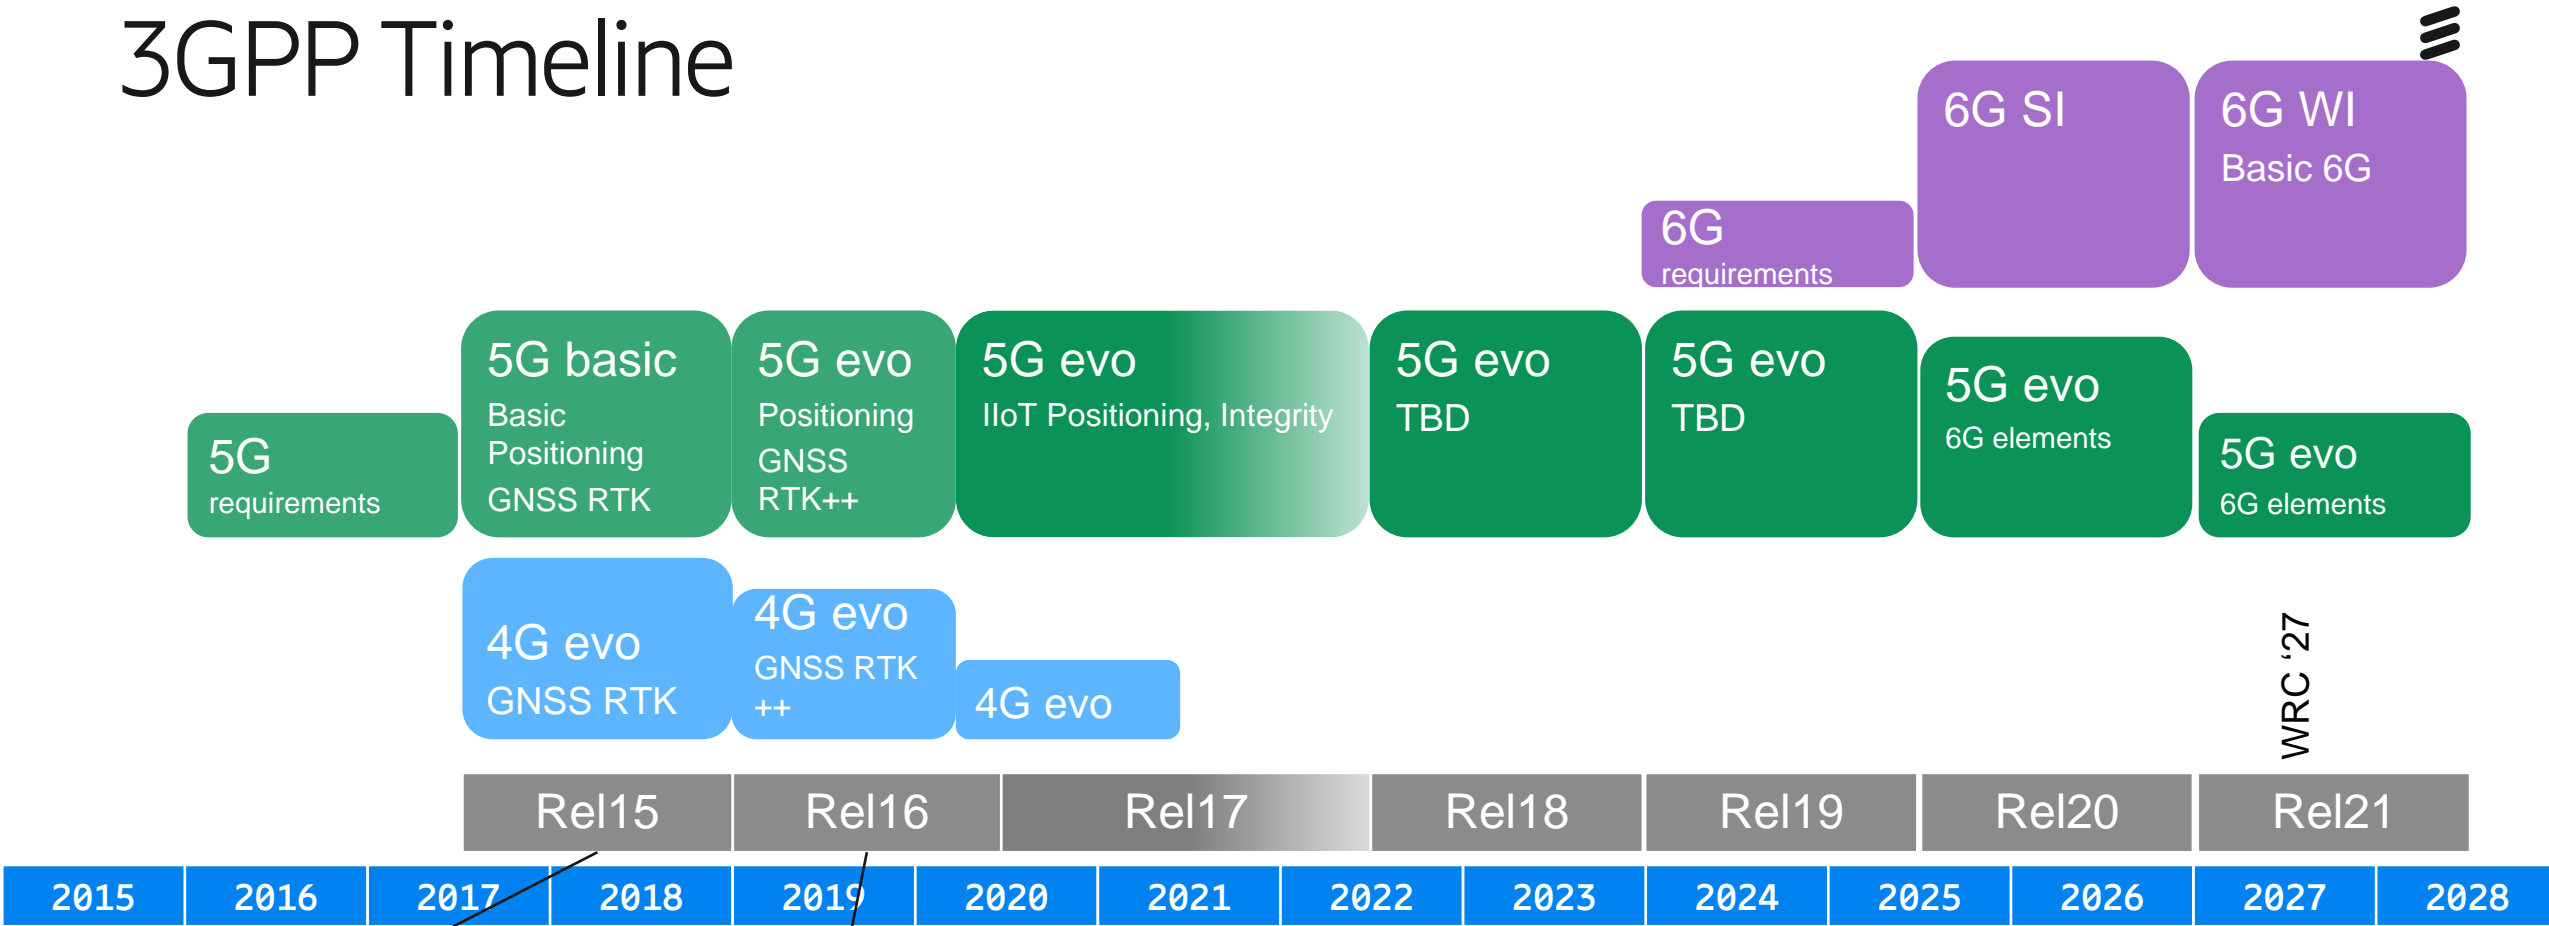 3GPP Timeline
6G SI
6G WI
Basic 6G
6G
requirements
5G
requirements
5G basic
Basic
Positioning
GNSS RTK
5G evo
Positioning
GNSS
RTK++
5G evo
IIoT Positioning, Integrity
5G evo
TBD
5G evo
TBD
5G evo
6G elements
5G evo
6G elements
4G evo
GNSS RTK
4G evo
GNSS RTK
++
4G evo
WRC ‘27
Rel15
Rel16
Rel17
Rel18
Rel19
Rel20
Rel21
2015
2016
2017
2018
2019
2020
2021
2022
2023
2024
2025
2026
2027
2028